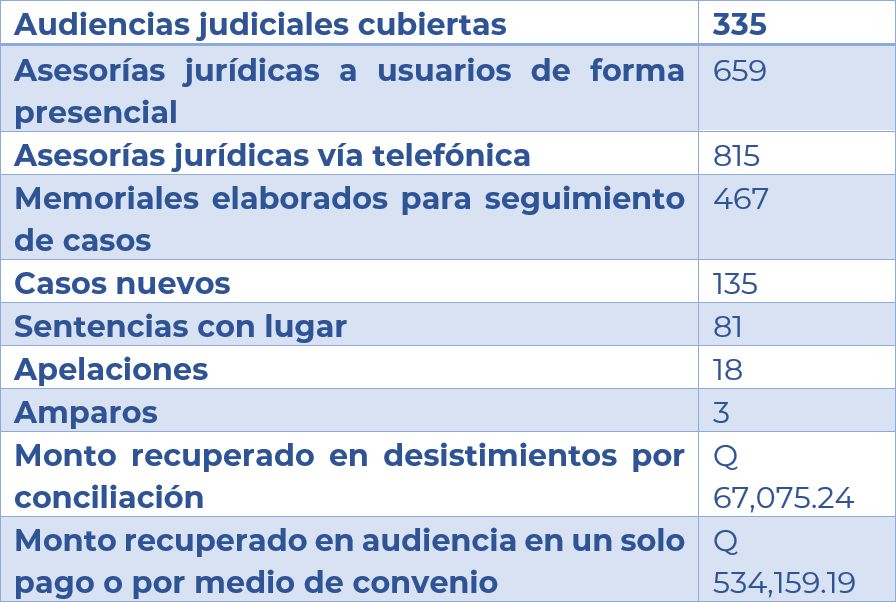 Audiencias judiciales cubiertas 335
Asesorías jurídicas a usuarios de forma 659
presencial
Asesorías jurídicas vía telefónica 815
Memoriales elaborados para seguimiento 467
de casos
Casos nuevos 135
Sentencias con lugar 81
Apelaciones 18
Amparos 3
Monto recuperado en desistimientos por Q
conciliación 67,075.24
Monto recuperado en audiencia en un solo Q
pago o por medio de convenio 534,159.19